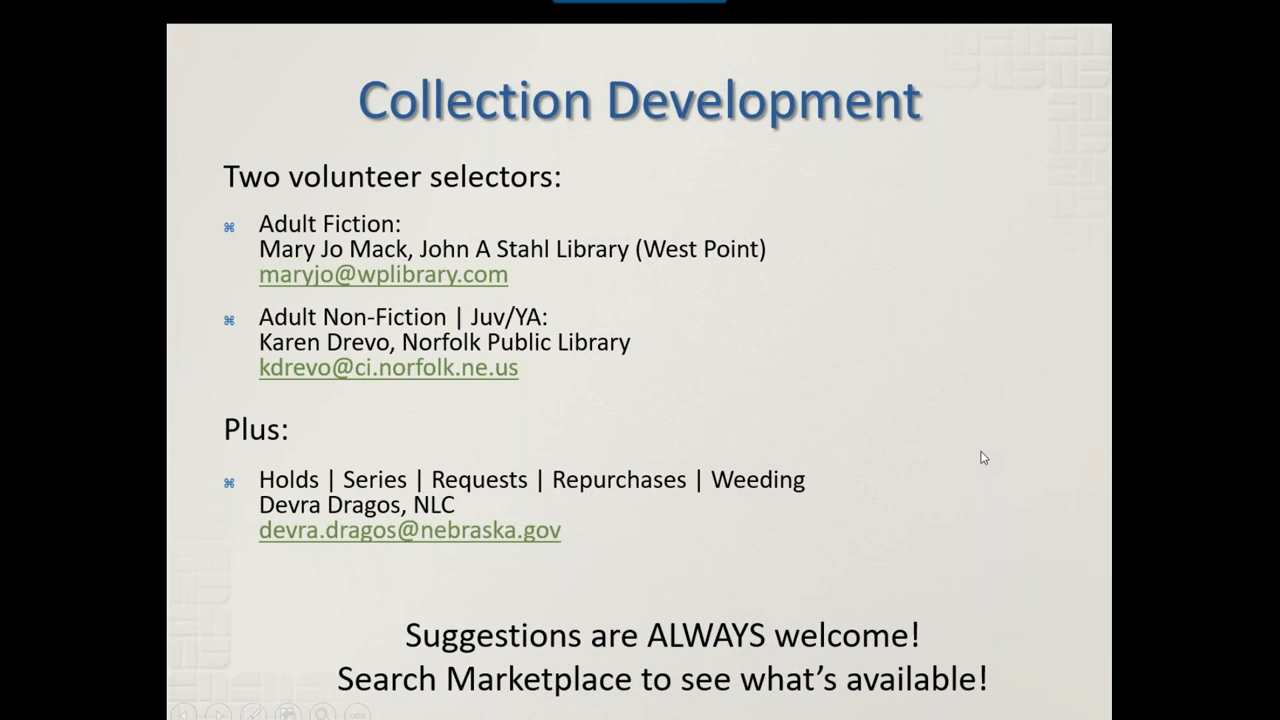 Collection Development
Two volunteer selectors:
Adult Fiction:
Mary Jo Mack, John A Stahl Library (West Point)
maryjo@wplibrary.com
Adult Non-Fiction | Juv/YA:
Karen Drevo, Norfolk Public Library
kdrevo@ci.norfolk.ne.us
Plus:
Holds | Series | Requests | Repurchases | Weeding
Devra Dragos, NLC
devra.dragos@nebraska.gov
Suggestions are ALWAYS welcome!
Search Marketplace to see what’s available!